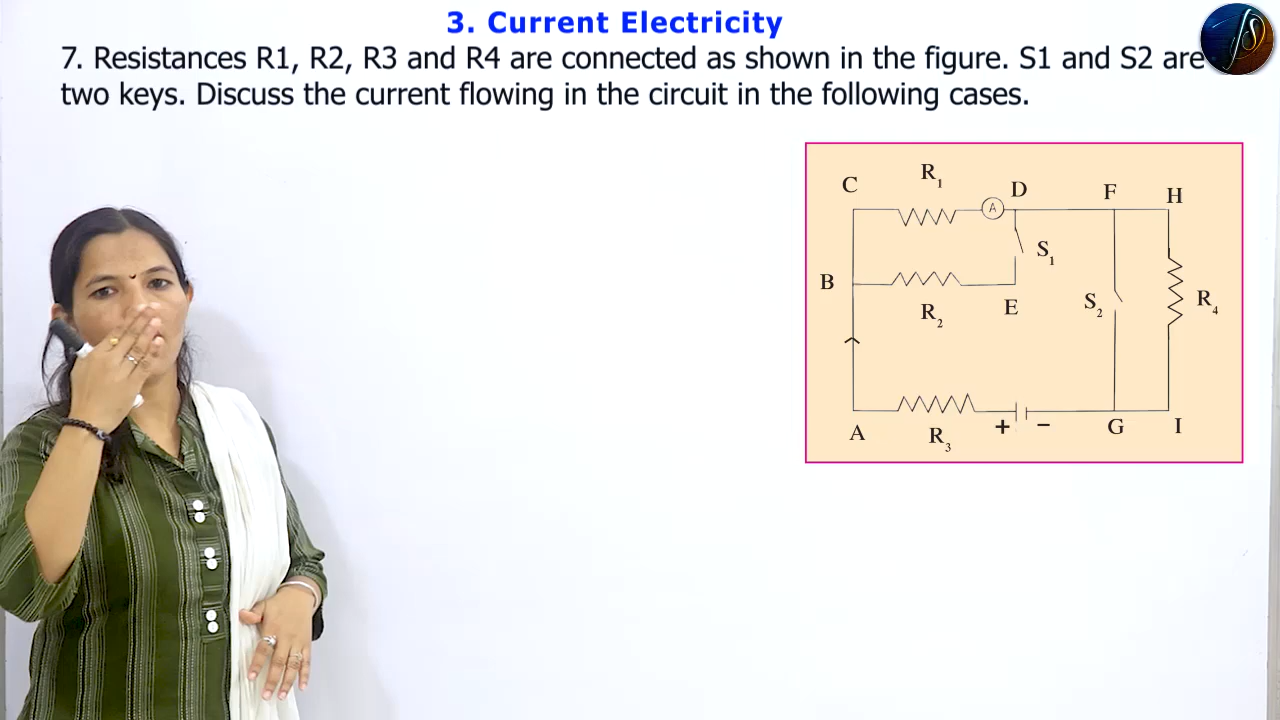 3. Current Electricity
7. Resistances R1, R2, R3 and R4 are connected as shown in the figure. S1 and S2 are
two keys. Discuss the current flowing in the circuit in the following cases.
C R₁ A D F H
S₁
B R₂ E S₂ R₄
A R₃ + − G I